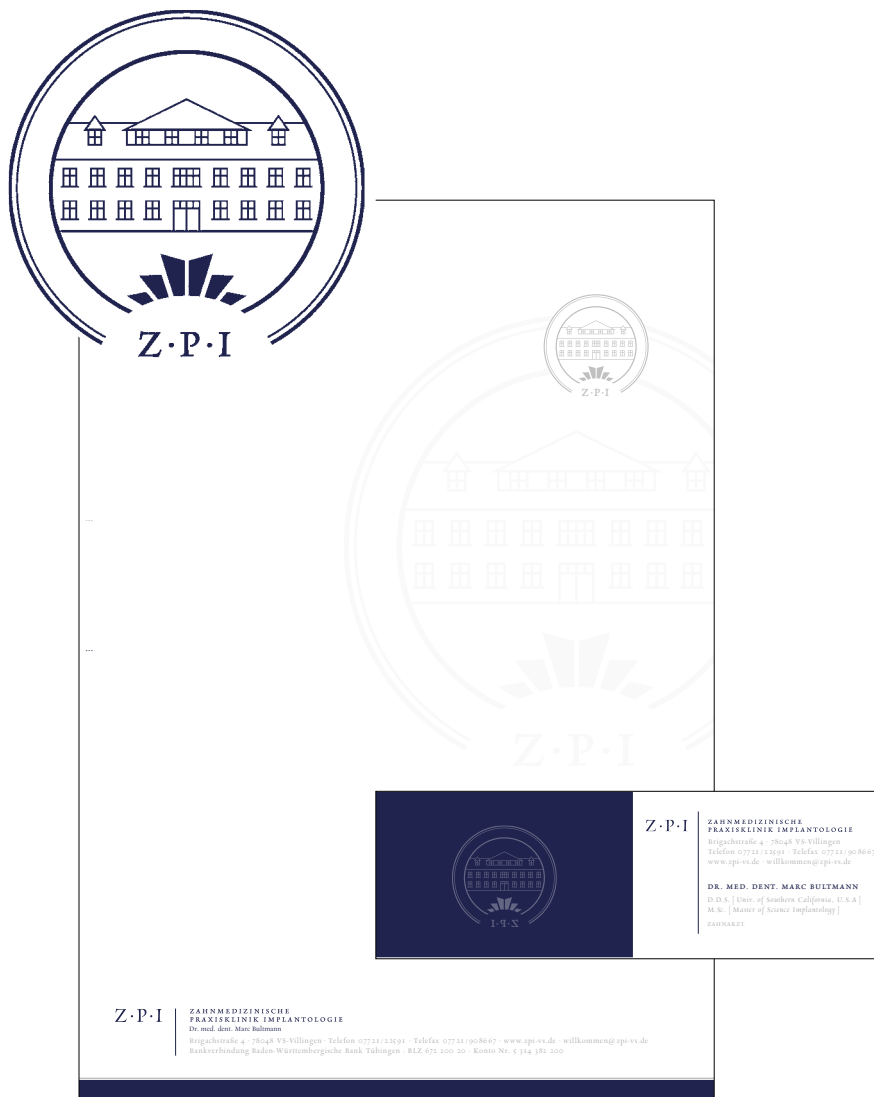 Z·P·I
Z·P·I
Z·P·I
Z·P·I
Z·P·I
ZAHNMEDIZINISCHE
PRAXISKLINIK IMPLANTOLOGIE
Brigachstraße 4 · 78048 VS-Villingen
Telefon 07721/22591 · Telefax 07721/908667
www.zpi-vs.de · willkommen@zpi-vs.de
DR. MED. DENT. MARC BULTMANN
D.D.S. [ Univ. of Southern California, U.S.A ]
M.Sc. [ Master of Science Implantology ]
ZAHNARZT
Z·P·I
ZAHNMEDIZINISCHE
PRAXISKLINIK IMPLANTOLOGIE
Dr. med. dent. Marc Bultmann
Brigachstraße 4 · 78048 VS-Villingen · Telefon 07721/22591 · Telefax 07721/908667 · www.zpi-vs.de · willkommen@zpi-vs.de
Bankverbindung Baden-Württembergische Bank Tübingen · BLZ 672 200 20 · Konto Nr. 5 314 382 200